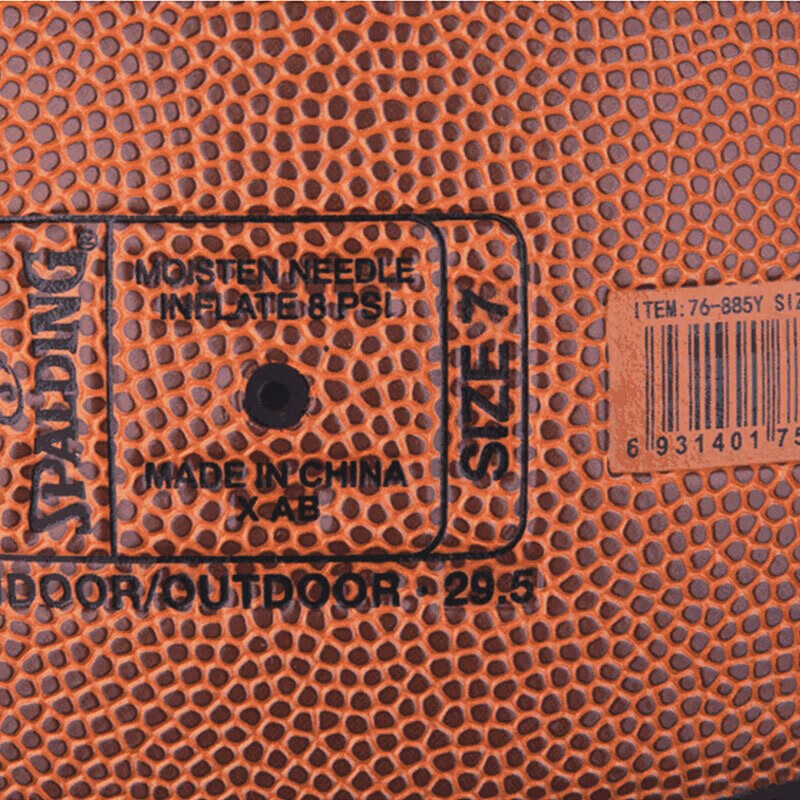 SPALDING®
MOISTEN NEEDLE
INFLATE 8 PSI
MADE IN CHINA
X AB
SIZE 7
NDOOR/OUTDOOR · 29.5
ITEM:76-885Y SIZ
6 931401 75